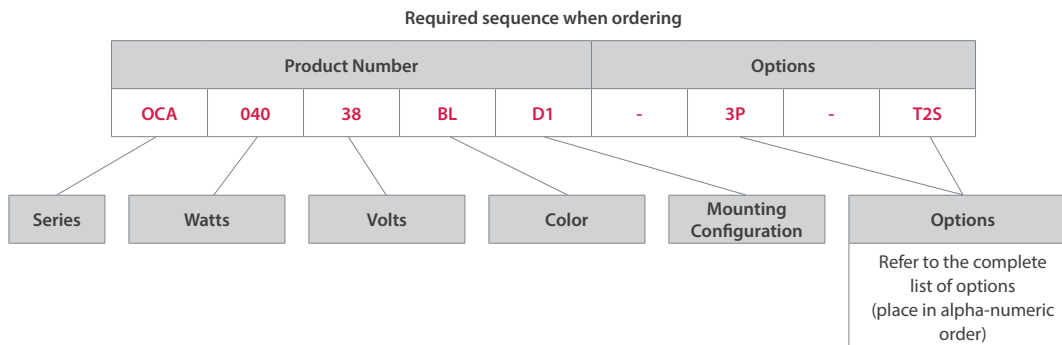 Required sequence when ordering
Product Number Options
OCA 040 38 BL D1 - 3P - T2S
Series Watts Volts Color Mounting Configuration Options
Refer to the complete
list of options
(place in alpha-numeric
order)